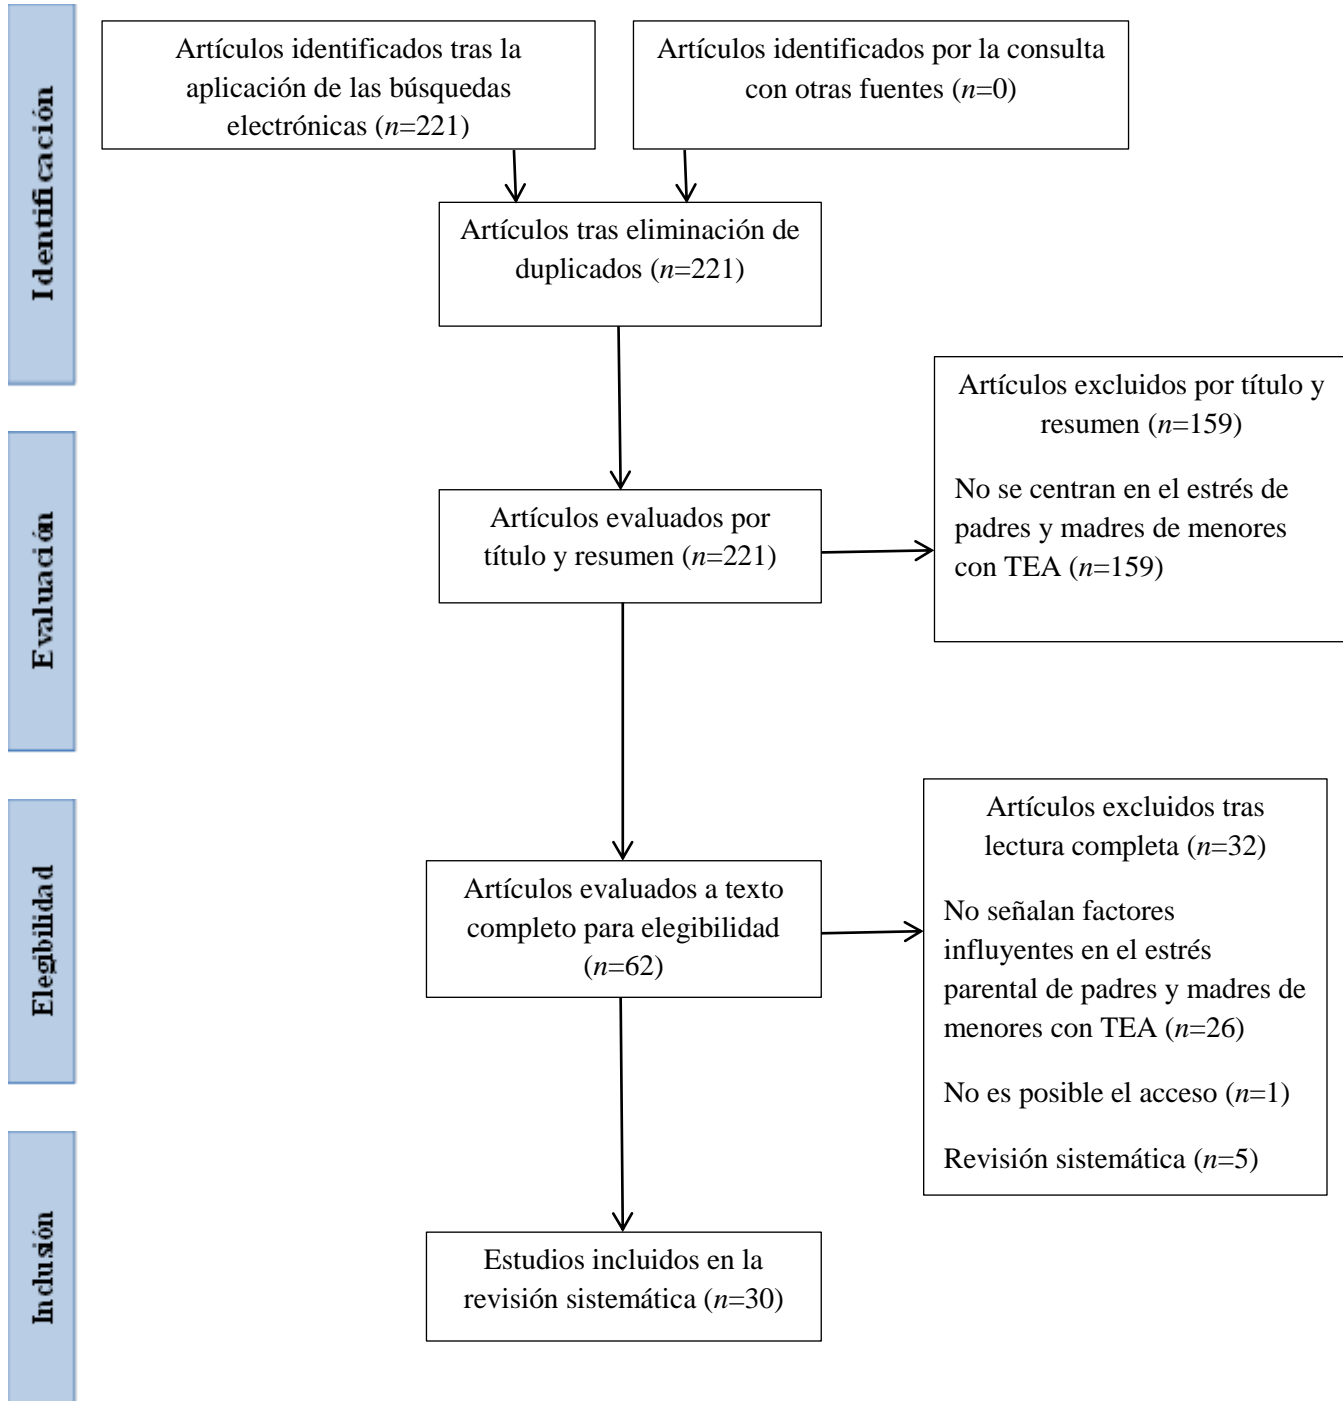 Identificación
Artículos identificados tras la
aplicación de las búsquedas
electrónicas (n=221)
Artículos identificados por la consulta
con otras fuentes (n=0)
Artículos tras eliminación de
duplicados (n=221)
Evaluación
Artículos evaluados por
título y resumen (n=221)
Artículos excluidos por título y
resumen (n=159)
No se centran en el estrés de
padres y madres de menores
con TEA (n=159)
Elegibilidad
Artículos evaluados a texto
completo para elegibilidad
(n=62)
Artículos excluidos tras
lectura completa (n=32)
No señalan factores
influyentes en el estrés
parental de padres y madres de
menores con TEA (n=26)
No es posible el acceso (n=1)
Revisión sistemática (n=5)
Inclusión
Estudios incluidos en la
revisión sistemática (n=30)